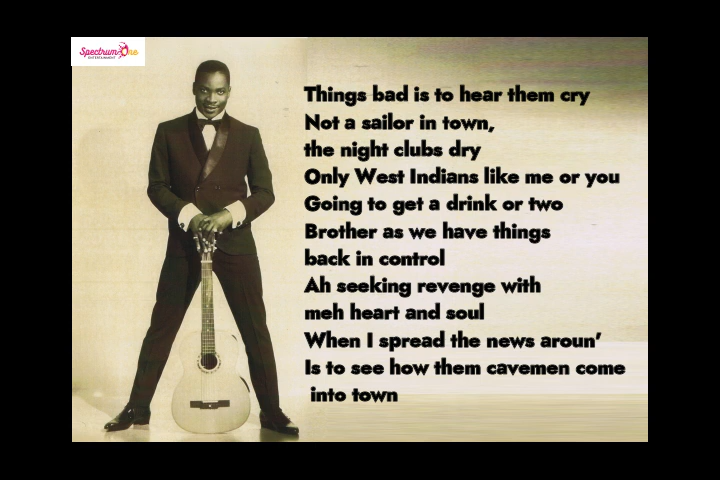 Spectrum One
ENTERTAINMENT
Things bad is to hear them cry
Not a sailor in town,
the night clubs dry
Only West Indians like me or you
Going to get a drink or two
Brother as we have things
back in control
Ah seeking revenge with
meh heart and soul
When I spread the news aroun'
Is to see how them cavemen come
into town